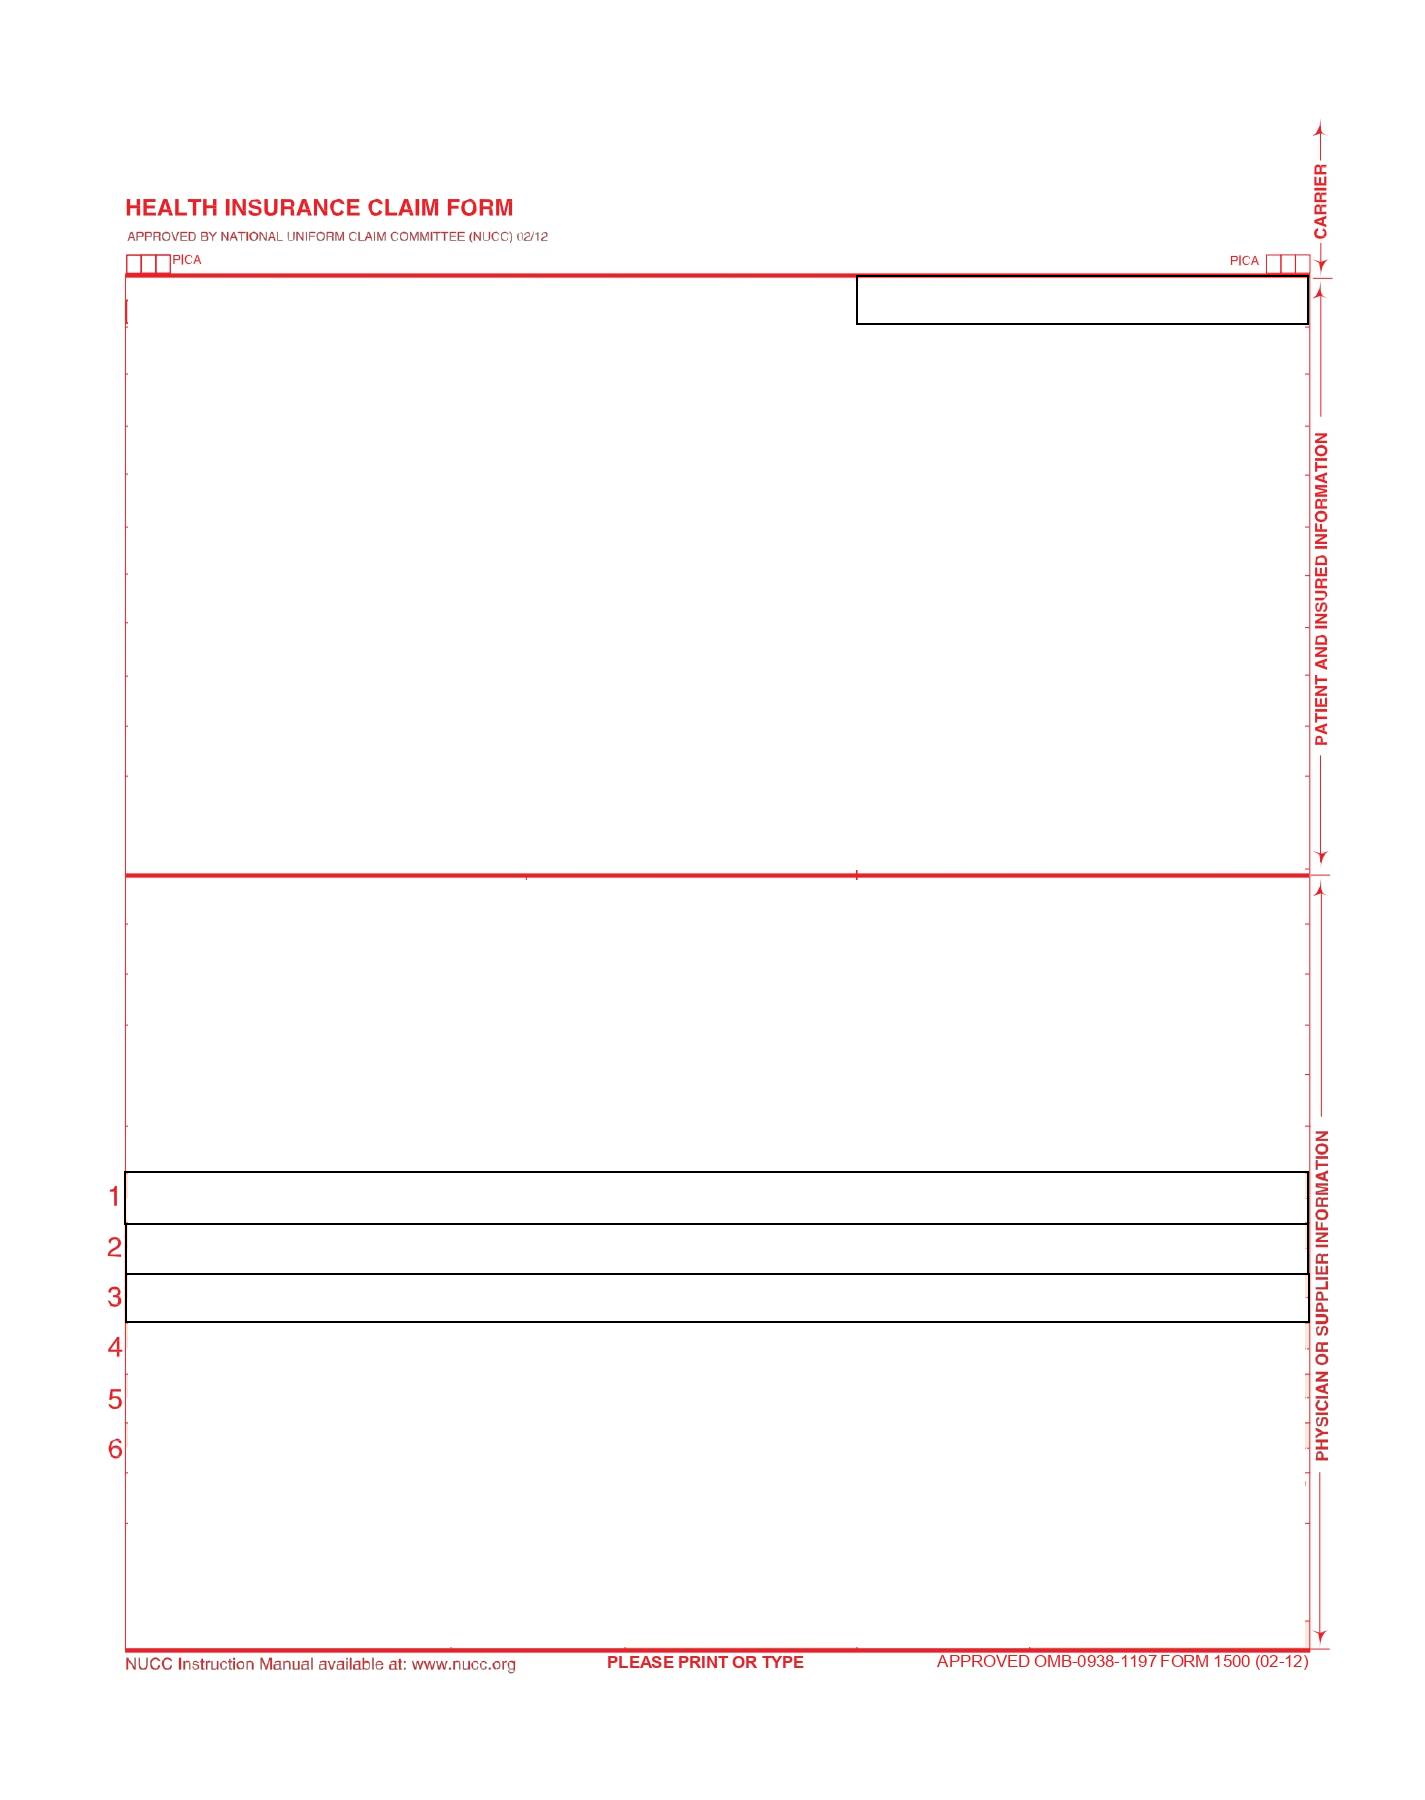 CARRIER
HEALTH INSURANCE CLAIM FORM
APPROVED BY NATIONAL UNIFORM CLAIM COMMITTEE (NUCC) 02/12
PICA
PICA
PATIENT AND INSURED INFORMATION
PHYSICIAN OR SUPPLIER INFORMATION
1
2
3
4
5
6
NUCC Instruction Manual available at: www.nucc.org
PLEASE PRINT OR TYPE
APPROVED OMB-0938-1197 FORM 1500 (02-12)